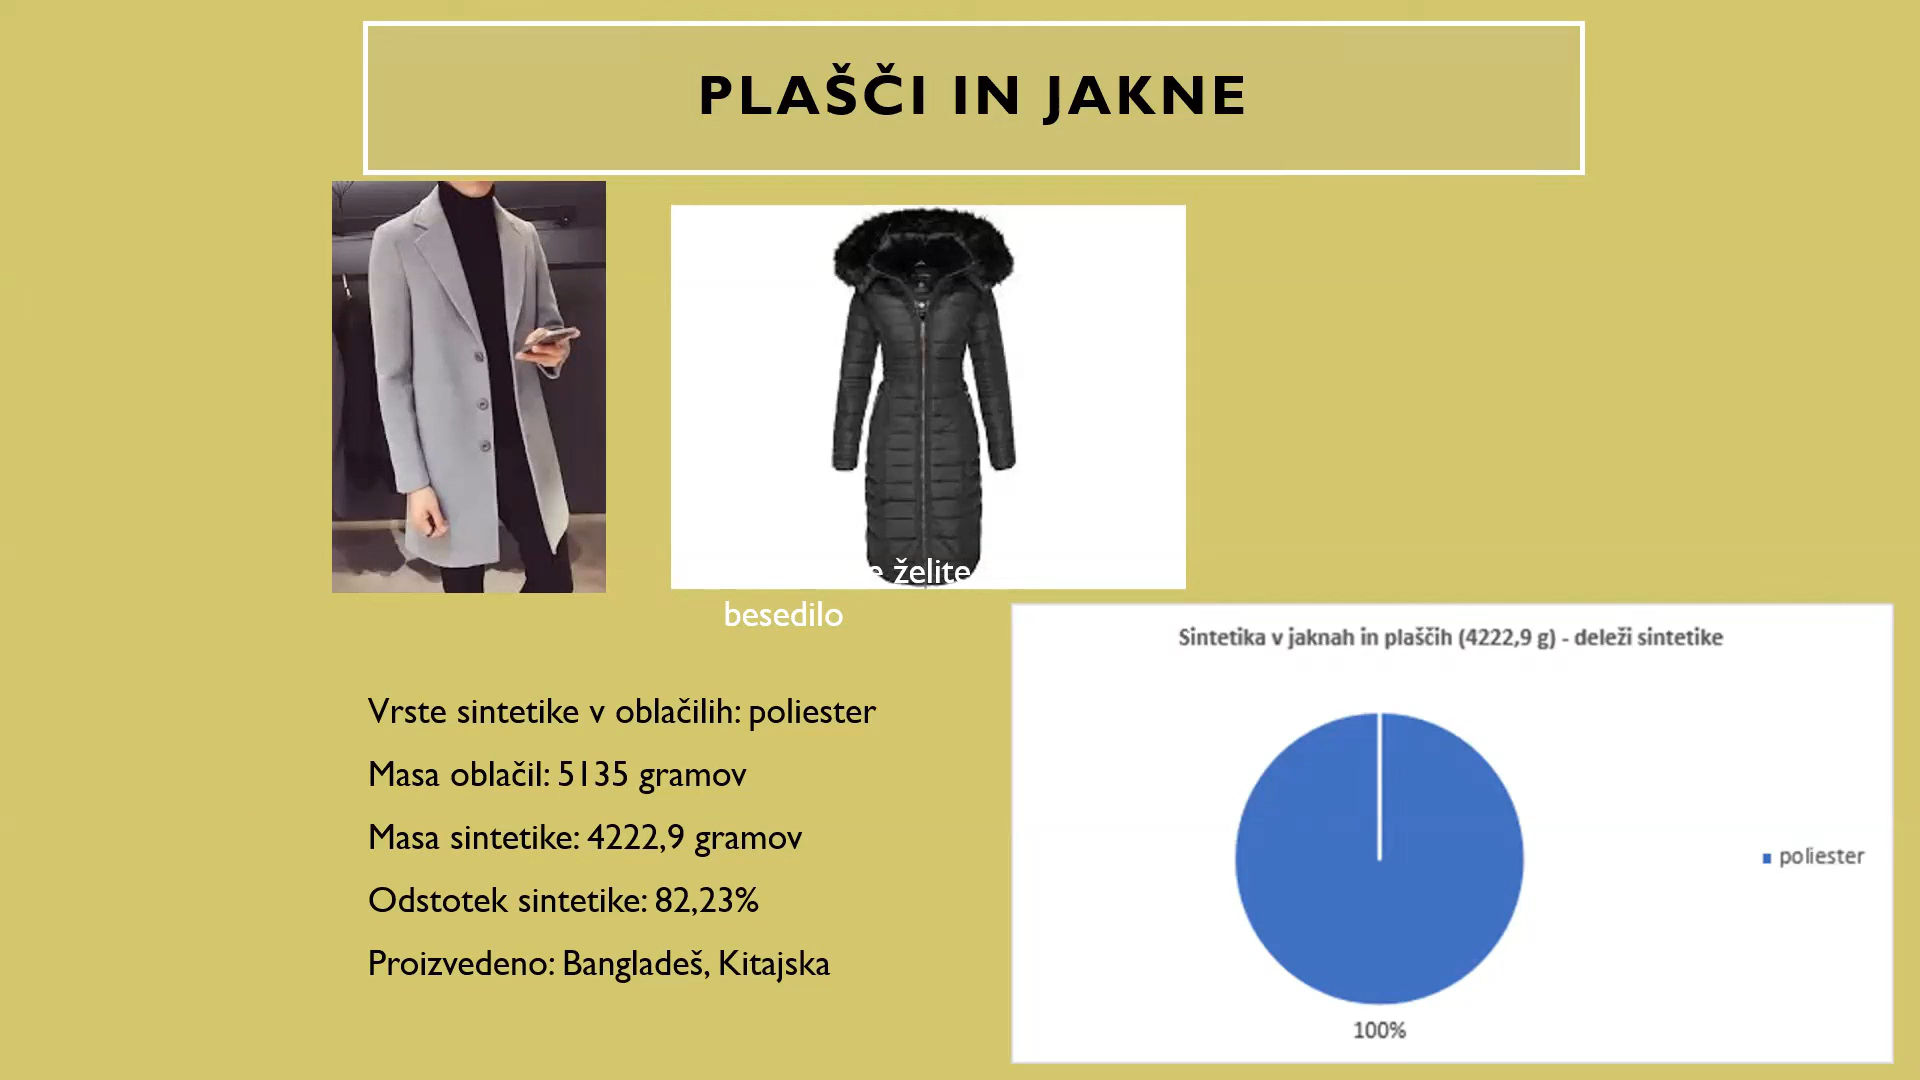 PLAŠČI IN JAKNE
želite
besedilo
Vrste sintetike v oblačilih: poliester
Masa oblačil: 5135 gramov
Masa sintetike: 4222,9 gramov
Odstotek sintetike: 82,23%
Proizvedeno: Bangladeš, Kitajska
Sintetika v jaknah in plaščih (4222,9 g) - deleži sintetike
poliester
100%